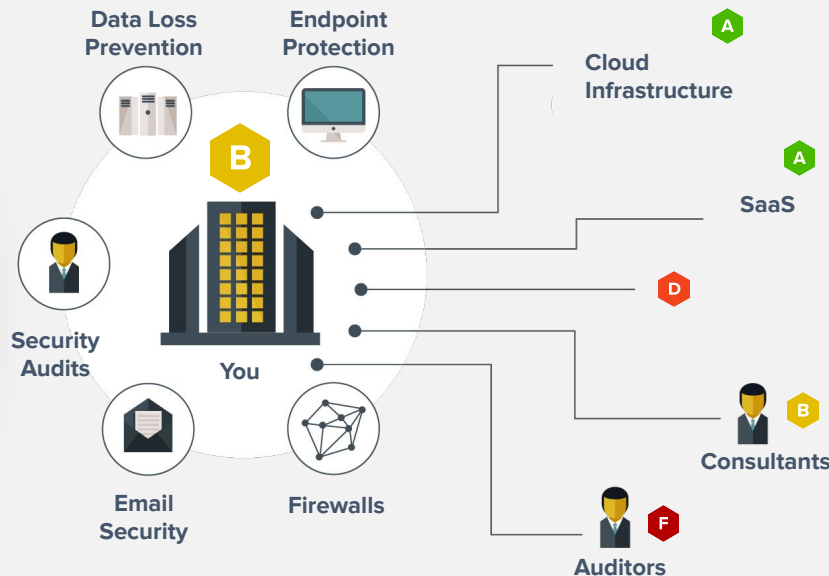 Data Loss
Prevention
Endpoint
Protection
A
Cloud
Infrastructure
B
A
SaaS
D
Security
Audits
You
B
Consultants
Email
Security
Firewalls
F
Auditors